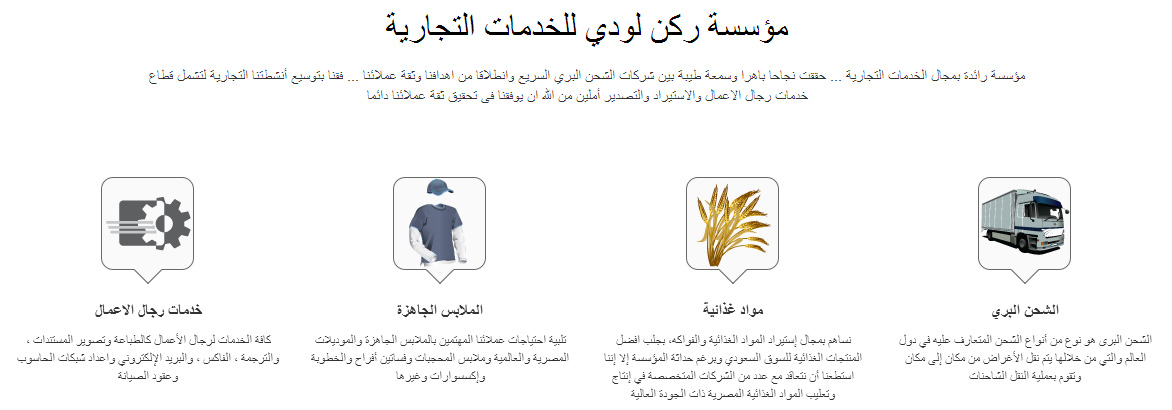 مؤسسة ركن لودي للخدمات التجارية
مؤسسة رائدة بمجال الخدمات التجارية ... حققت نجاحا باهرا وسمعة طيبة بين شركات الشحن البري السريع وانطلاقا من اهدافنا وثقة عملائنا ... فقنا بتوسيع أنشطتنا التجارية لتشمل قطاع
خدمات رجال الاعمال والاستيراد والتصدير أملين من الله ان يوفقنا فى تحقيق ثقة عملائنا دائما
الشحن البري
الشحن البرى هو نوع من أنواع الشحن المتعارف عليه في دول
العالم والتي من خلالها يتم نقل الأغراض من مكان إلى مكان
وتقوم بعملية النقل الشاحنات
مواد غذائية
نساهم بمجال إستيراد المواد الغذائية والفواكه، بجلب افضل
المنتجات الغذائية للسوق السعودي وبرغم حداثة المؤسسة إلا إننا
استطعنا أن نتعاقد مع عدد من الشركات المتخصصة في إنتاج
وتعليب المواد الغذائية المصرية ذات الجودة العالية
الملابس الجاهزة
تلبية احتياجات عملائنا المهتمين بالملابس الجاهزة والموديلات
المصرية والعالمية وملابس المحجبات وفساتين أفراح والخطوبة
وإكسسوارات وغيرها
خدمات رجال الاعمال
كافة الخدمات لرجال الأعمال كالطباعة وتصوير المستندات ،
والترجمة ، الفاكس ، والبريد الإلكتروني واعداد شبكات الحاسوب
وعقود الصيانة